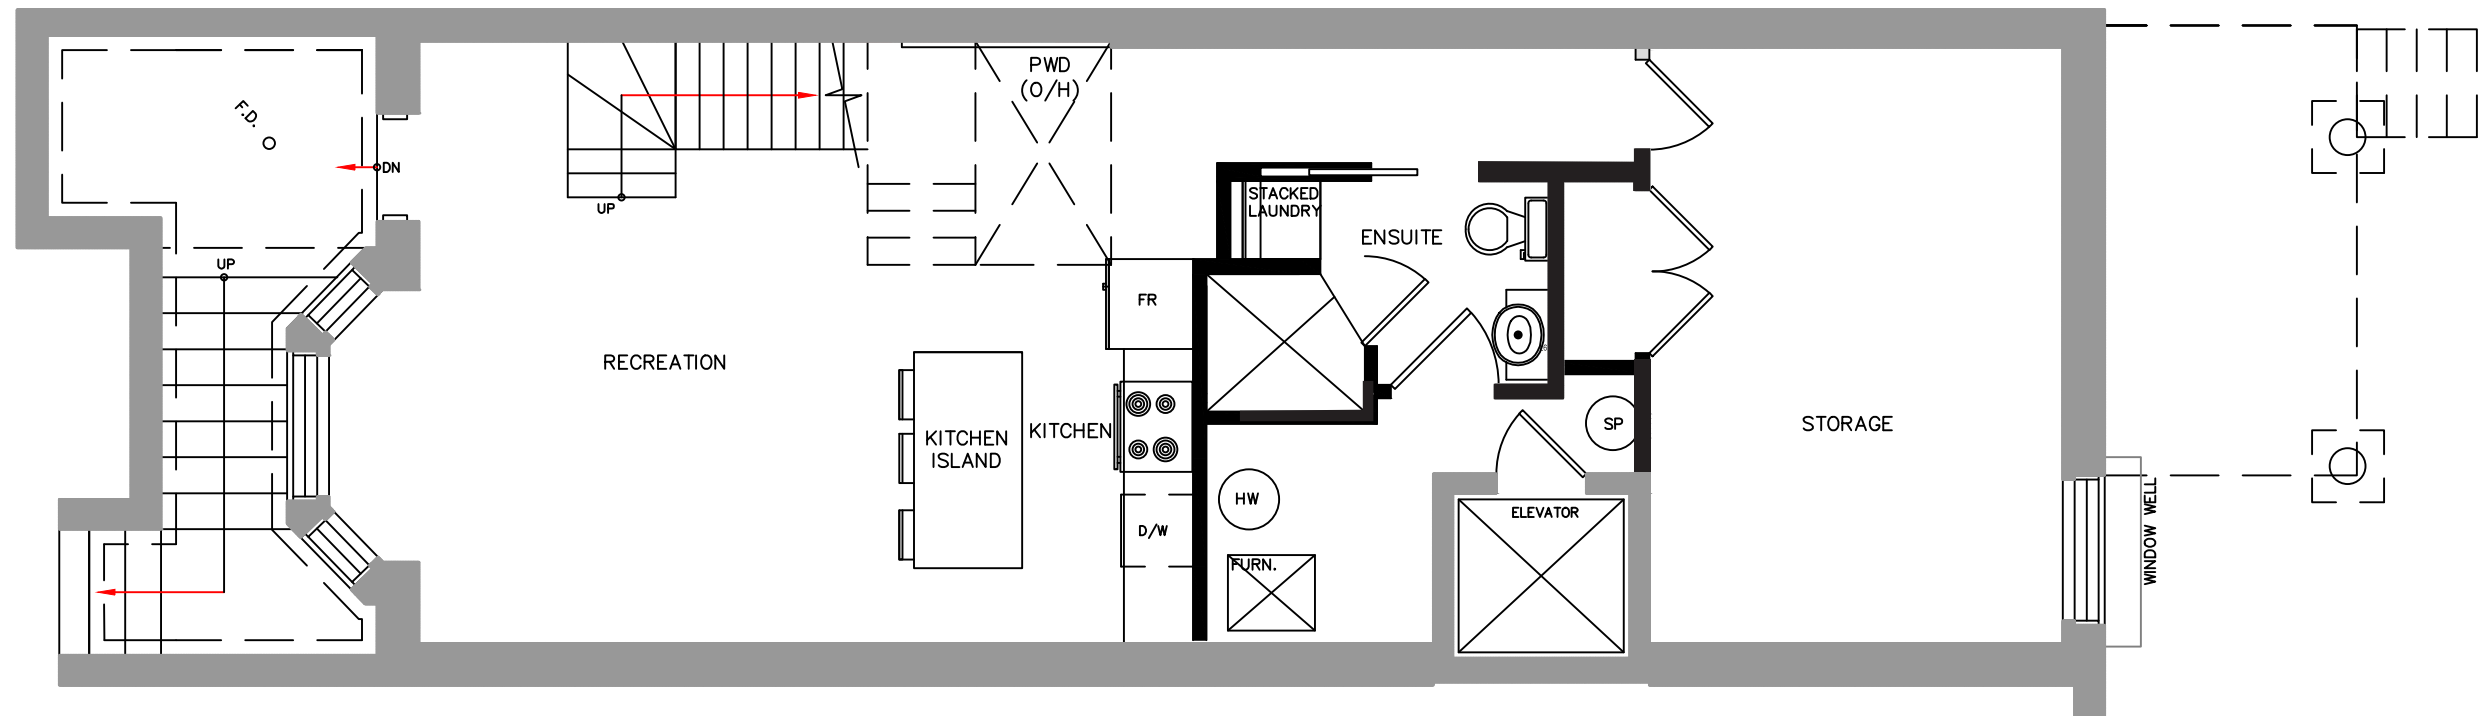 PWD
(O/H)
F.D.
DN
UP
STACKED
LAUNDRY
ENSUITE
UP
FR
RECREATION
KITCHEN
ISLAND
KITCHEN
SP
STORAGE
HW
D/W
ELEVATOR
WINDOW WELL
FURN.